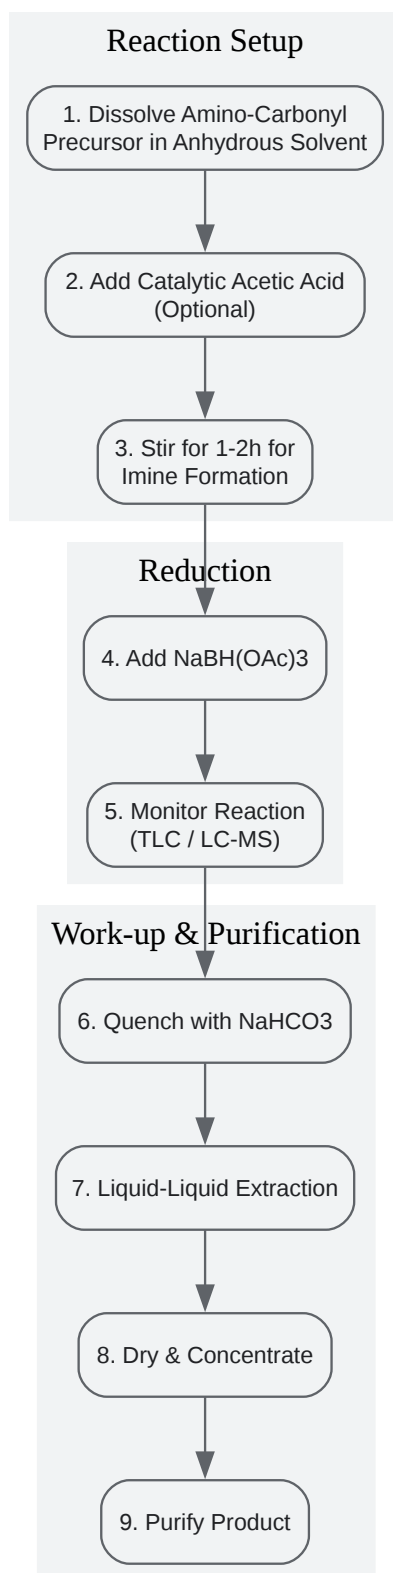 Reaction Setup
1. Dissolve Amino-Carbonyl
Precursor in Anhydrous Solvent
2. Add Catalytic Acetic Acid
(Optional)
3. Stir for 1-2h for
Imine Formation
Reduction
4. Add NaBH(OAc)3
5. Monitor Reaction
(TLC / LC-MS)
Work-up & Purification
6. Quench with NaHCO3
7. Liquid-Liquid Extraction
8. Dry & Concentrate
9. Purify Product